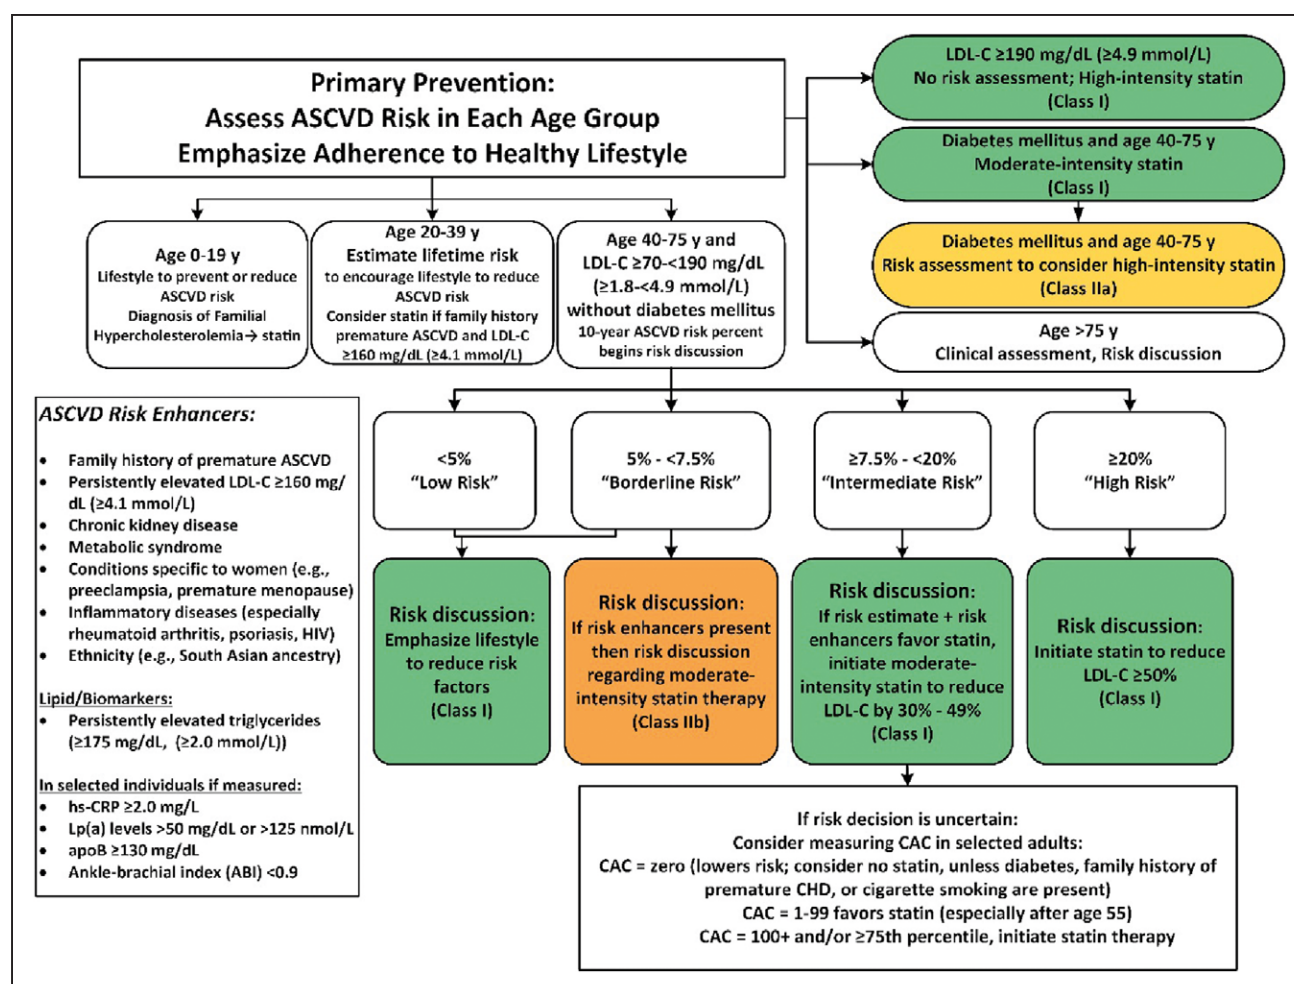 Primary Prevention:
Assess ASCVD Risk in Each Age Group
Emphasize Adherence to Healthy Lifestyle
LDL-C ≥190 mg/dL (≥4.9 mmol/L)
No risk assessment; High-intensity statin
(Class I)
Diabetes mellitus and age 40-75 y
Moderate-intensity statin
(Class I)
Diabetes mellitus and age 40-75 y
Risk assessment to consider high-intensity statin
(Class IIa)
Age >75 y
Clinical assessment, Risk discussion
Age 0-19 y
Lifestyle to prevent or reduce
ASCVD risk
Diagnosis of Familial
Hypercholesterolemia→ statin
Age 20-39 y
Estimate lifetime risk
to encourage lifestyle to reduce
ASCVD risk
Consider statin if family history
premature ASCVD and LDL-C
≥160 mg/dL (≥4.1 mmol/L)
Age 40-75 y and
LDL-C ≥70-<190 mg/dL
(≥1.8-<4.9 mmol/L)
without diabetes mellitus
10-year ASCVD risk percent
begins risk discussion
<5%
"Low Risk"
5% - <7.5%
"Borderline Risk"
≥7.5% - <20%
"Intermediate Risk"
≥20%
"High Risk"
Risk discussion:
Emphasize lifestyle
to reduce risk
factors
(Class I)
Risk discussion:
If risk enhancers present
then risk discussion
regarding moderate-
intensity statin therapy
(Class IIb)
Risk discussion:
If risk estimate + risk
enhancers favor statin,
initiate moderate-
intensity statin to reduce
LDL-C by 30% - 49%
(Class I)
Risk discussion:
Initiate statin to reduce
LDL-C ≥50%
(Class I)
If risk decision is uncertain:
Consider measuring CAC in selected adults:
CAC = zero (lowers risk; consider no statin, unless diabetes, family history of
premature CHD, or cigarette smoking are present)
CAC = 1-99 favors statin (especially after age 55)
CAC = 100+ and/or ≥75th percentile, initiate statin therapy
ASCVD Risk Enhancers:
• Family history of premature ASCVD
• Persistently elevated LDL-C ≥160 mg/
dL (≥4.1 mmol/L)
• Chronic kidney disease
• Metabolic syndrome
• Conditions specific to women (e.g.,
preeclampsia, premature menopause)
• Inflammatory diseases (especially
rheumatoid arthritis, psoriasis, HIV)
• Ethnicity (e.g., South Asian ancestry)
Lipid/Biomarkers:
• Persistently elevated triglycerides
(≥175 mg/dL, (≥2.0 mmol/L))
In selected individuals if measured:
• hs-CRP ≥2.0 mg/L
• Lp(a) levels >50 mg/dL or >125 nmol/L
• apoB ≥130 mg/dL
• Ankle-brachial index (ABI) <0.9